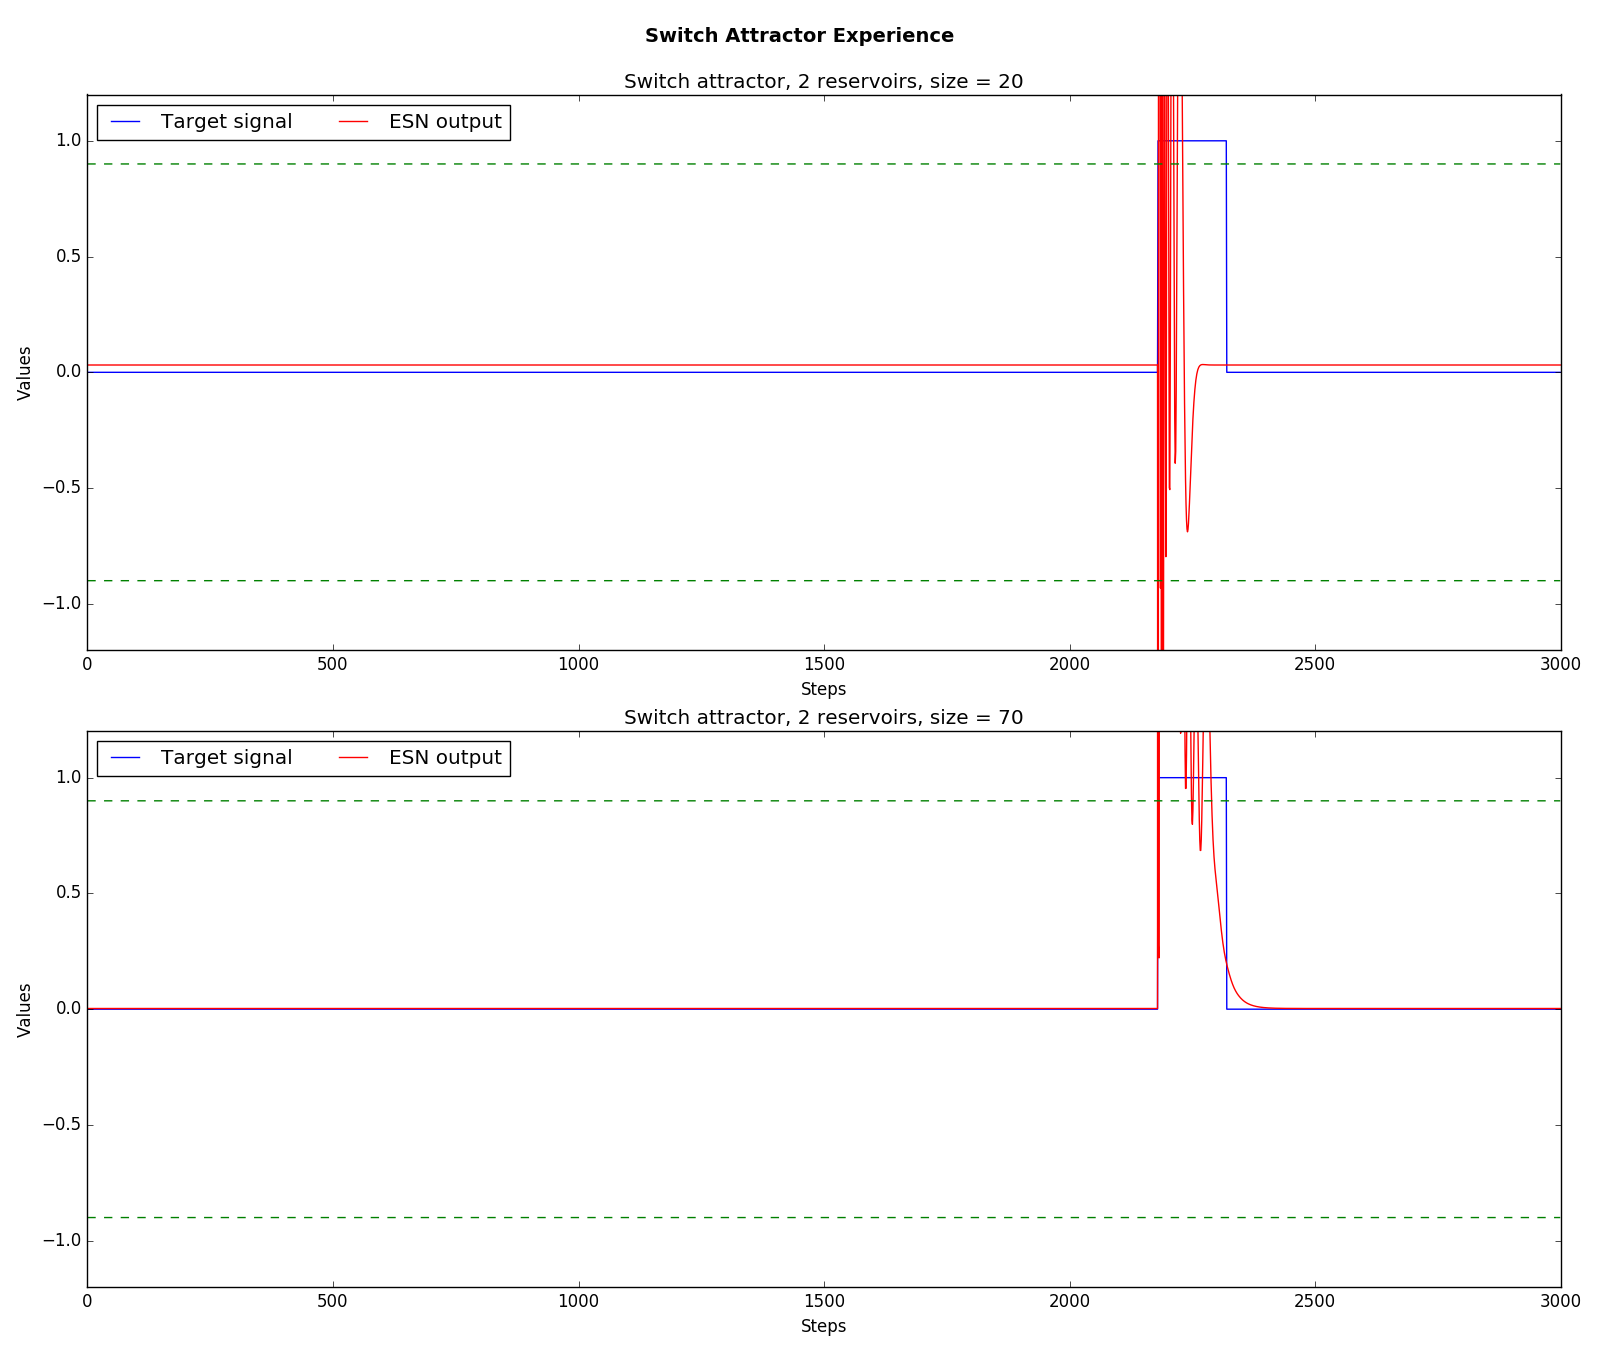 Switch Attractor Experience
Switch attractor, 2 reservoirs, size = 20
Target signal ESN output
1.0
0.5
0.0
−0.5
−1.0
Values
0 500 1000 1500 2000 2500 3000
Steps
Switch attractor, 2 reservoirs, size = 70
Target signal ESN output
1.0
0.5
0.0
−0.5
−1.0
Values
0 500 1000 1500 2000 2500 3000
Steps